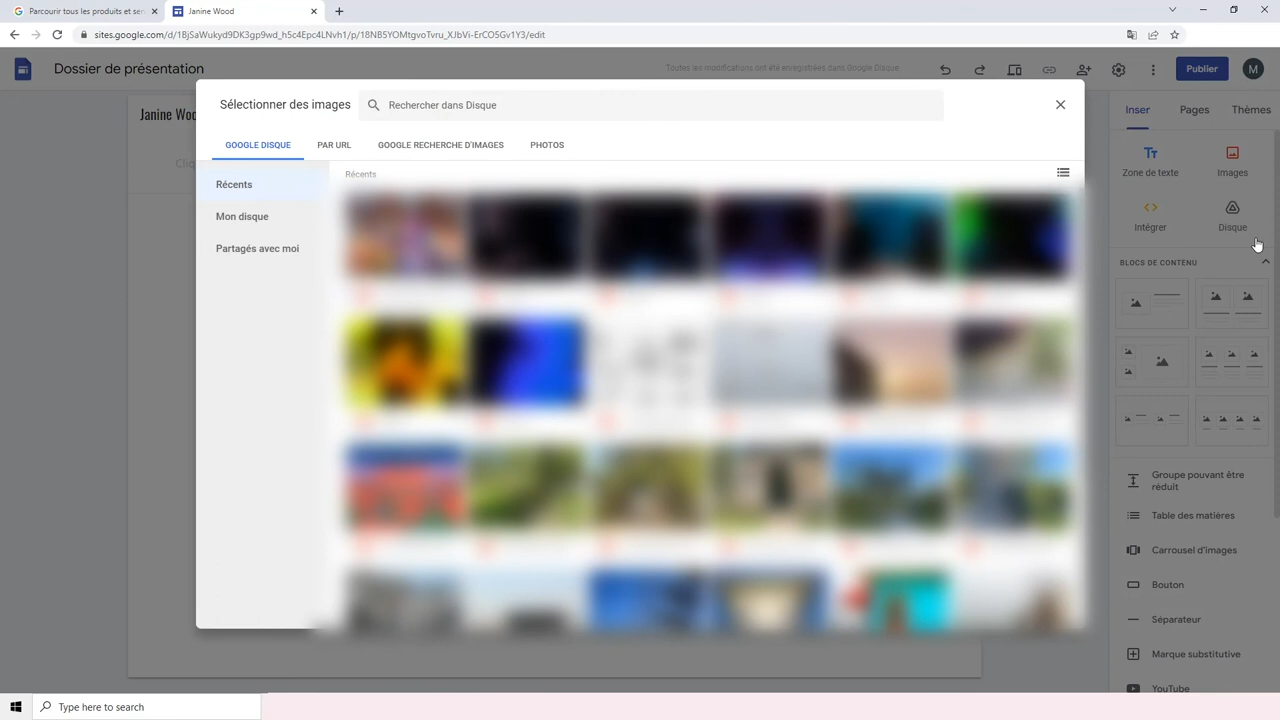 Parcourir tous les produits et ser
Janine Wood
sites.google.com/d/1BjSaWukyd9DK3gp9wd_h5c4Epc4LNvh1/p/18NB5YOMtgvoTvru_XJbVi-ErCO5Gv1Y3/edit
Dossier de présentation
Toutes les modifications ont été enregistrées dans Google Disque
Publier
M
Janine Woo
Cliq
Sélectionner des images
Rechercher dans Disque
GOOGLE DISQUE
PAR URL
GOOGLE RECHERCHE D'IMAGES
PHOTOS
Récents
Mon disque
Partagés avec moi
Récents
Inser
Pages
Thèmes
Zone de texte
Images
Intégrer
Disque
BLOCS DE CONTENU
Groupe pouvant être
réduit
Table des matières
Carrousel d'images
Bouton
Séparateur
Marque substitutive
YouTube
Type here to search